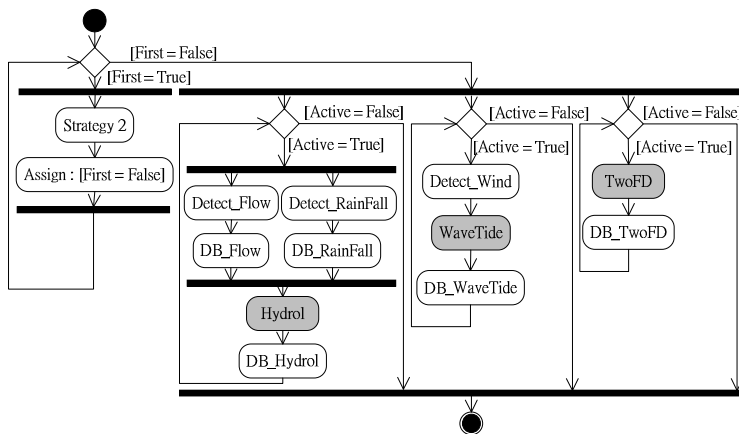 [First = False]
[First = True]
Strategy 2
Assign : [First = False]
[Active = False]
[Active = True]
Detect_Flow
Detect_RainFall
DB_Flow
DB_RainFall
Hydrol
DB_Hydrol
[Active = False]
[Active = True]
Detect_Wind
WaveTide
DB_WaveTide
[Active = False]
[Active = True]
TwoFD
DB_TwoFD